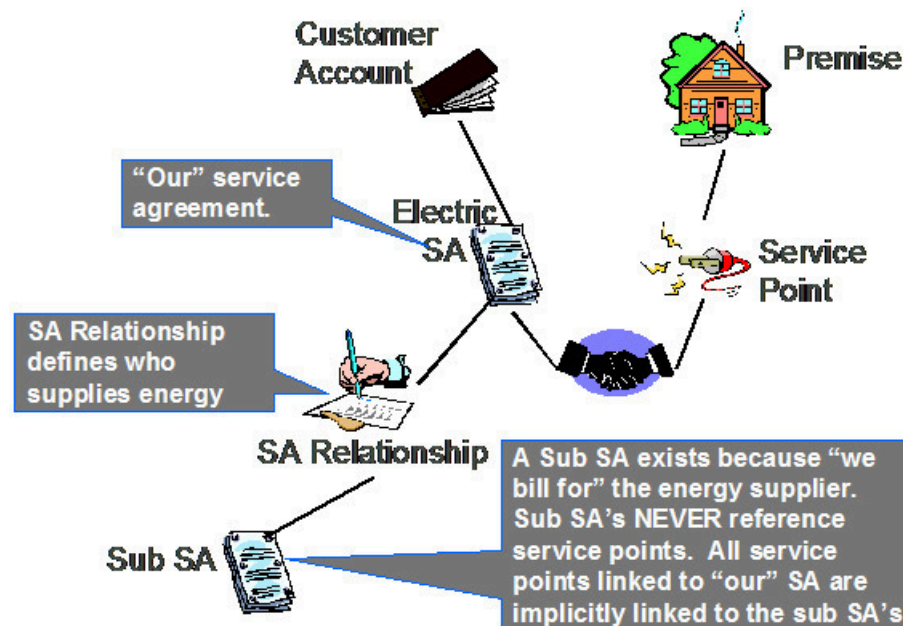 Customer
Account
Premise
“Our” service
agreement.
Electric
SA
Service
Point
SA Relationship
defines who
supplies energy
SA Relationship
A Sub SA exists because “we
bill for” the energy supplier.
Sub SA’s NEVER reference
service points. All service
points linked to “our” SA are
implicitly linked to the sub SA’s
Sub SA